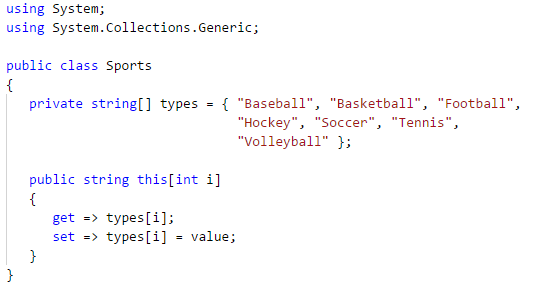 using System;
using System.Collections.Generic;

public class Sports
{
   private string[] types = { "Baseball", "Basketball", "Football",
                              "Hockey", "Soccer", "Tennis",
                              "Volleyball" };

   public string this[int i]
   {
      get => types[i];
      set => types[i] = value;
   }
}